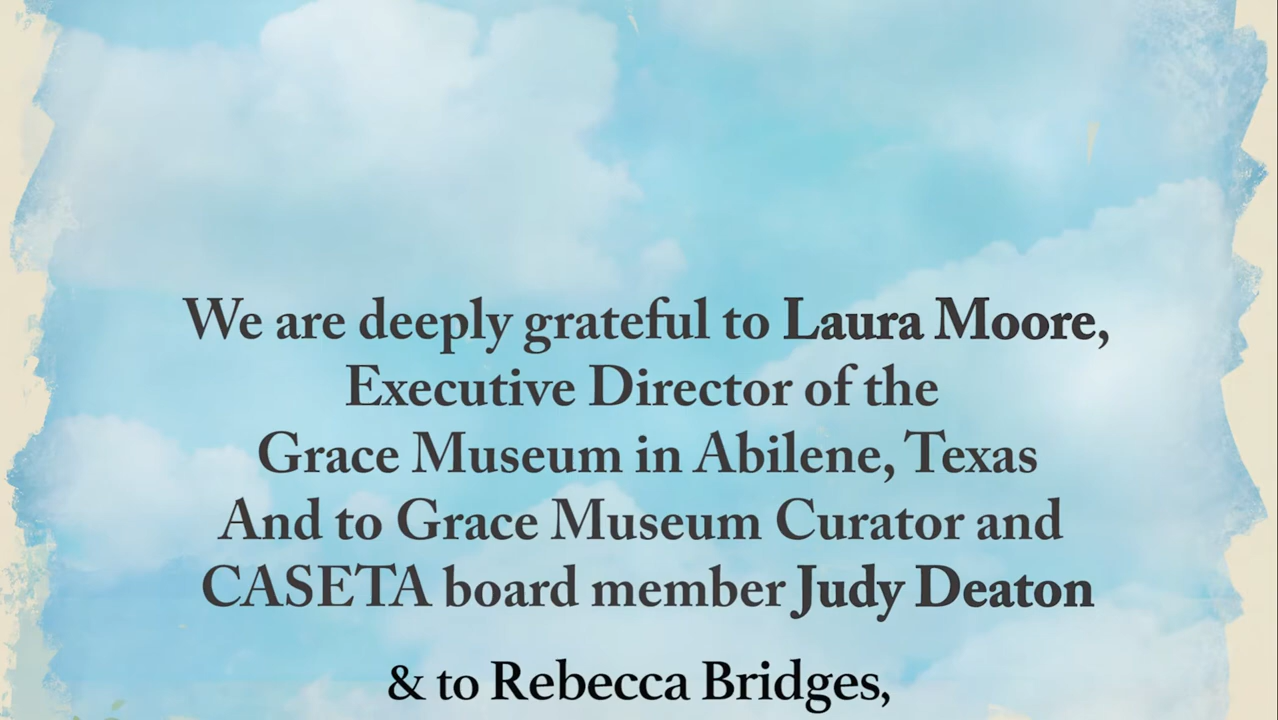 We are deeply grateful to Laura Moore,
Executive Director of the
Grace Museum in Abilene, Texas
And to Grace Museum Curator and
CASETA board member Judy Deaton
& to Rebecca Bridges,